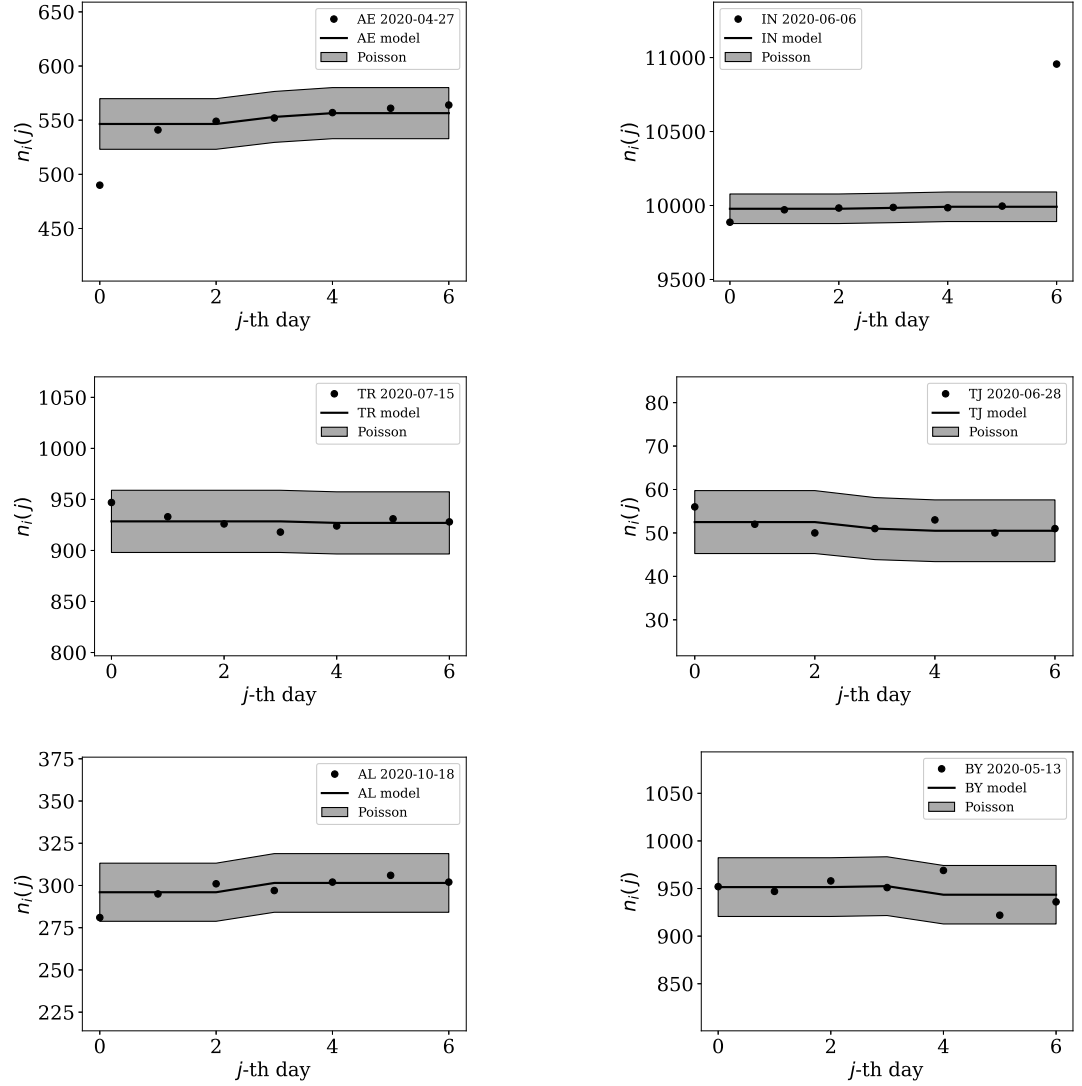 650
600
550
500
450
n_i(j)
AE 2020-04-27
AE model
Poisson
0 2 4 6
j-th day
11000
10500
10000
9500
n_i(j)
IN 2020-06-06
IN model
Poisson
0 2 4 6
j-th day
1050
1000
950
900
850
800
n_i(j)
TR 2020-07-15
TR model
Poisson
0 2 4 6
j-th day
80
70
60
50
40
30
n_i(j)
TJ 2020-06-28
TJ model
Poisson
0 2 4 6
j-th day
375
350
325
300
275
250
225
n_i(j)
AL 2020-10-18
AL model
Poisson
0 2 4 6
j-th day
1050
1000
950
900
850
n_i(j)
BY 2020-05-13
BY model
Poisson
0 2 4 6
j-th day